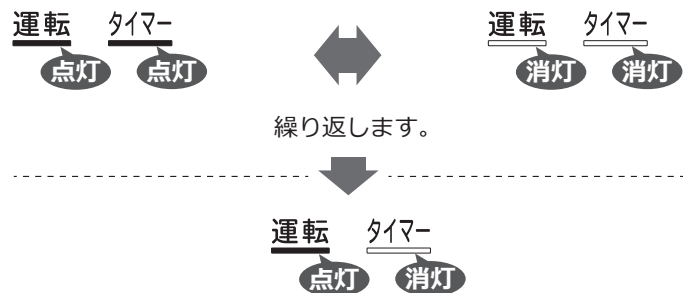 運転 タイマー 運転 タイマー
点灯 点灯 消灯 消灯
繰り返します。
運転 タイマー
点灯 消灯